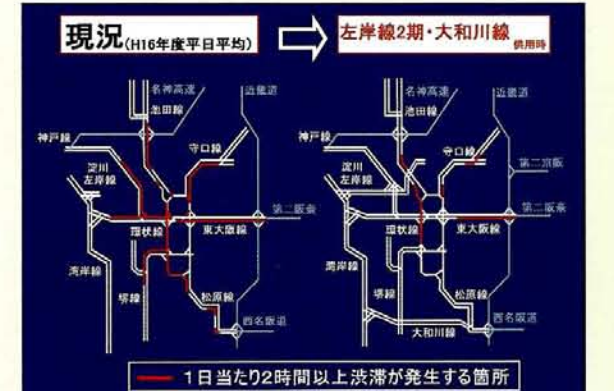 現況(H16年度平日平均)
左岸線2期・大和川線
供用時
名神高速
近畿道
池田線
神戸線
守口線
淀川
左岸線
第二阪奈
環状線
東大阪線
湾岸線
堺線
松原線
西名阪道
名神高速
近畿道
池田線
神戸線
守口線
第二京阪
淀川
左岸線
第二阪奈
環状線
東大阪線
湾岸線
堺線
松原線
西名阪道
大和川線
1日当たり2時間以上渋滞が発生する箇所